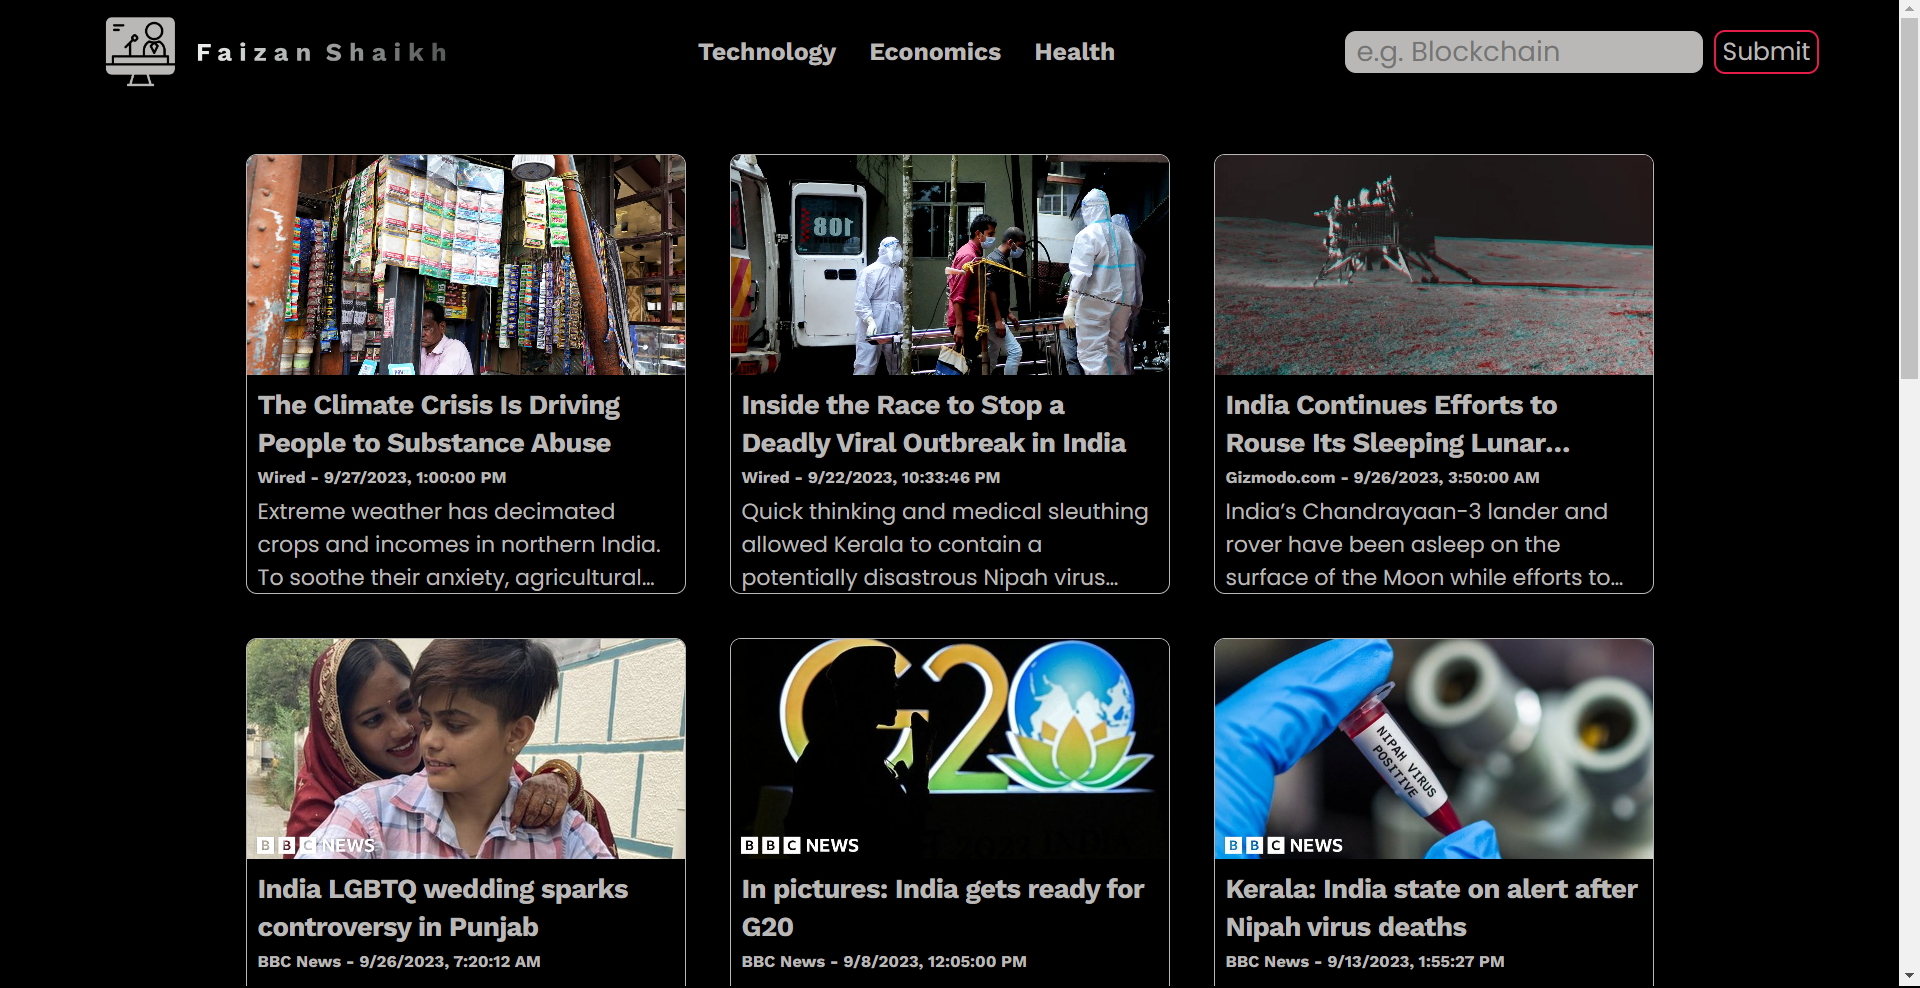 Faizan Shaikh
Technology Economics Health
e.g. Blockchain
Submit
108
The Climate Crisis Is Driving
People to Substance Abuse
Wired - 9/27/2023, 1:00:00 PM
Extreme weather has decimated
crops and incomes in northern India.
To soothe their anxiety, agricultural...
Inside the Race to Stop a
Deadly Viral Outbreak in India
Wired - 9/22/2023, 10:33:46 PM
Quick thinking and medical sleuthing
allowed Kerala to contain a
potentially disastrous Nipah virus...
India Continues Efforts to
Rouse Its Sleeping Lunar...
Gizmodo.com - 9/26/2023, 3:50:00 AM
India’s Chandrayaan-3 lander and
rover have been asleep on the
surface of the Moon while efforts to...
BBC NEWS
India LGBTQ wedding sparks
controversy in Punjab
BBC News - 9/26/2023, 7:20:12 AM
G20
BBC NEWS
In pictures: India gets ready for
G20
BBC News - 9/8/2023, 12:05:00 PM
NIPAH VIRUS
POSITIVE
BBC NEWS
Kerala: India state on alert after
Nipah virus deaths
BBC News - 9/13/2023, 1:55:27 PM